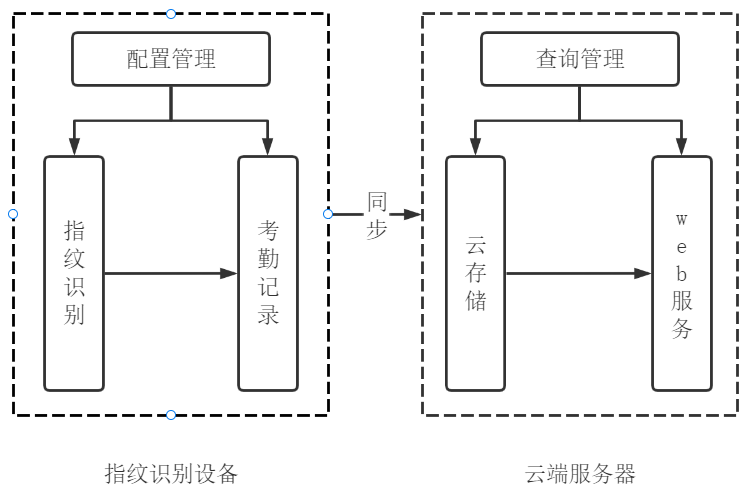 配置管理
查询管理
指纹识别
考勤记录
同步
云存储
web服务
指纹识别设备
云端服务器